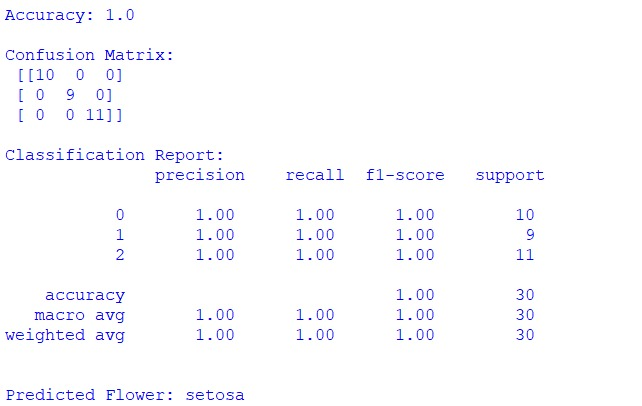 Accuracy: 1.0
Confusion Matrix:
[[10 0 0]
[ 0 9 0]
[ 0 0 11]]
Classification Report:
precision recall f1-score support
0 1.00 1.00 1.00 10
1 1.00 1.00 1.00 9
2 1.00 1.00 1.00 11
accuracy 1.00 30
macro avg 1.00 1.00 1.00 30
weighted avg 1.00 1.00 1.00 30
Predicted Flower: setosa